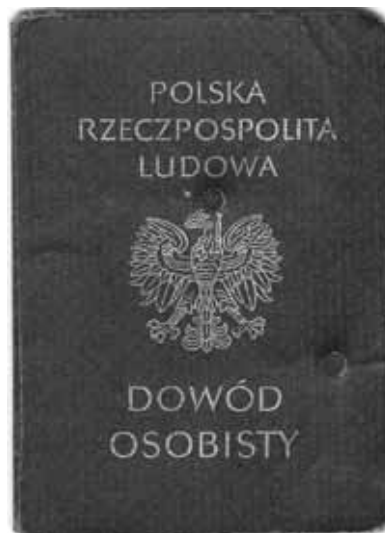 POLSKA
RZECZPOSPOLITA
LUDOWA
DOWÓD
OSOBISTY